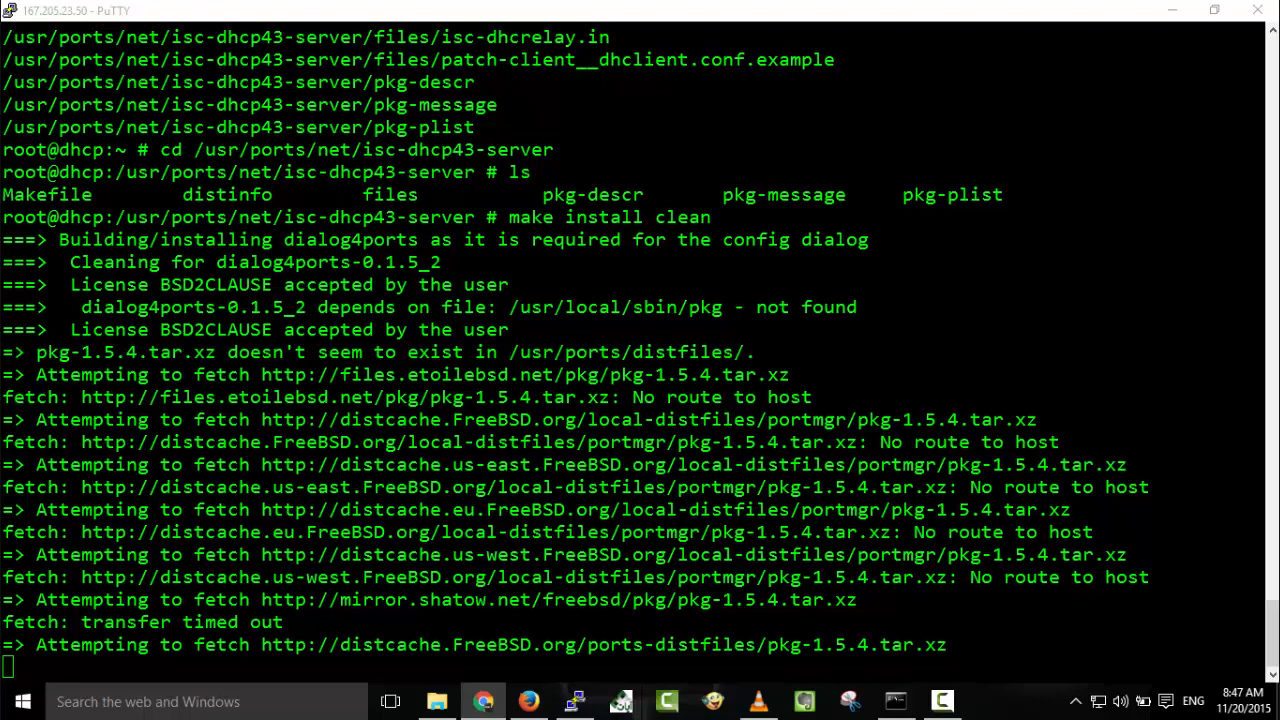 167.205.23.50 - PuTTY
/usr/ports/net/isc-dhcp43-server/files/isc-dhcrelay.in
/usr/ports/net/isc-dhcp43-server/files/patch-client__dhclient.conf.example
/usr/ports/net/isc-dhcp43-server/pkg-descr
/usr/ports/net/isc-dhcp43-server/pkg-message
/usr/ports/net/isc-dhcp43-server/pkg-plist
root@dhcp:~ # cd /usr/ports/net/isc-dhcp43-server
root@dhcp:/usr/ports/net/isc-dhcp43-server # ls
Makefile distinfo files pkg-descr pkg-message pkg-plist
root@dhcp:/usr/ports/net/isc-dhcp43-server # make install clean
===> Building/installing dialog4ports as it is required for the config dialog
===> Cleaning for dialog4ports-0.1.5_2
===> License BSD2CLAUSE accepted by the user
===> dialog4ports-0.1.5_2 depends on file: /usr/local/sbin/pkg - not found
===> License BSD2CLAUSE accepted by the user
=> pkg-1.5.4.tar.xz doesn't seem to exist in /usr/ports/distfiles/.
=> Attempting to fetch http://files.etoilebsd.net/pkg/pkg-1.5.4.tar.xz
fetch: http://files.etoilebsd.net/pkg/pkg-1.5.4.tar.xz: No route to host
=> Attempting to fetch http://distcache.FreeBSD.org/local-distfiles/portmgr/pkg-1.5.4.tar.xz
fetch: http://distcache.FreeBSD.org/local-distfiles/portmgr/pkg-1.5.4.tar.xz: No route to host
=> Attempting to fetch http://distcache.us-east.FreeBSD.org/local-distfiles/portmgr/pkg-1.5.4.tar.xz
fetch: http://distcache.us-east.FreeBSD.org/local-distfiles/portmgr/pkg-1.5.4.tar.xz: No route to host
=> Attempting to fetch http://distcache.eu.FreeBSD.org/local-distfiles/portmgr/pkg-1.5.4.tar.xz
fetch: http://distcache.eu.FreeBSD.org/local-distfiles/portmgr/pkg-1.5.4.tar.xz: No route to host
=> Attempting to fetch http://distcache.us-west.FreeBSD.org/local-distfiles/portmgr/pkg-1.5.4.tar.xz
fetch: http://distcache.us-west.FreeBSD.org/local-distfiles/portmgr/pkg-1.5.4.tar.xz: No route to host
=> Attempting to fetch http://mirror.shatow.net/freebsd/pkg/pkg-1.5.4.tar.xz
fetch: transfer timed out
=> Attempting to fetch http://distcache.FreeBSD.org/ports-distfiles/pkg-1.5.4.tar.xz
Search the web and Windows
ENG
8:47 AM
11/20/2015